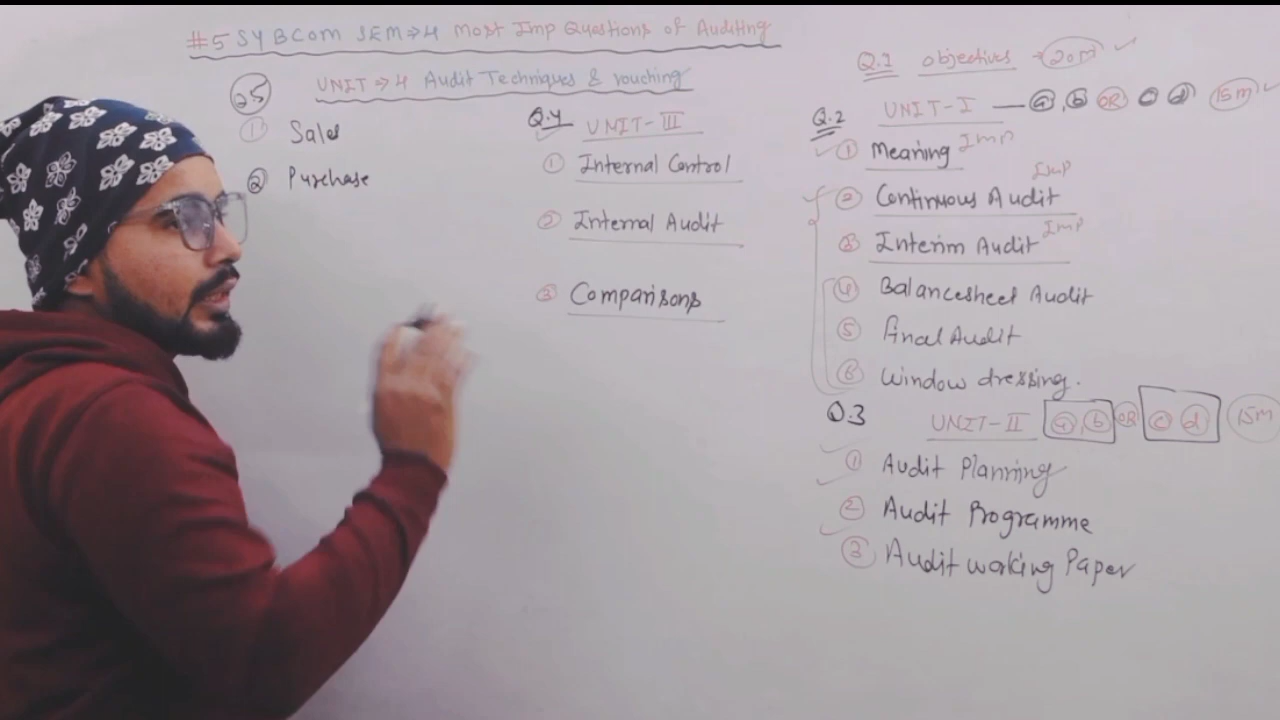 #5 SYBCOM SEM→4 Most Imp Questions of Auditing
UNIT → 4 Audit Techniques & vouching
Q5
① Sales
② Purchase
Q.4 UNIT-III
① Internal Control
② Internal Audit
③ Comparisons
Q.1 objectives → 20M
Q.2 UNIT-I — ⓐ, ⓑ OR ⓒ ⓓ 15M
① Meaning Imp
② Continuous Audit Imp
③ Interim Audit Imp
④ Balancesheet Audit
⑤ Final Audit
⑥ Window dressing.
Q.3 UNIT-II ⓐ, ⓑ OR ⓒ ⓓ 15M
① Audit Planning
② Audit Programme
③ Audit working Paper